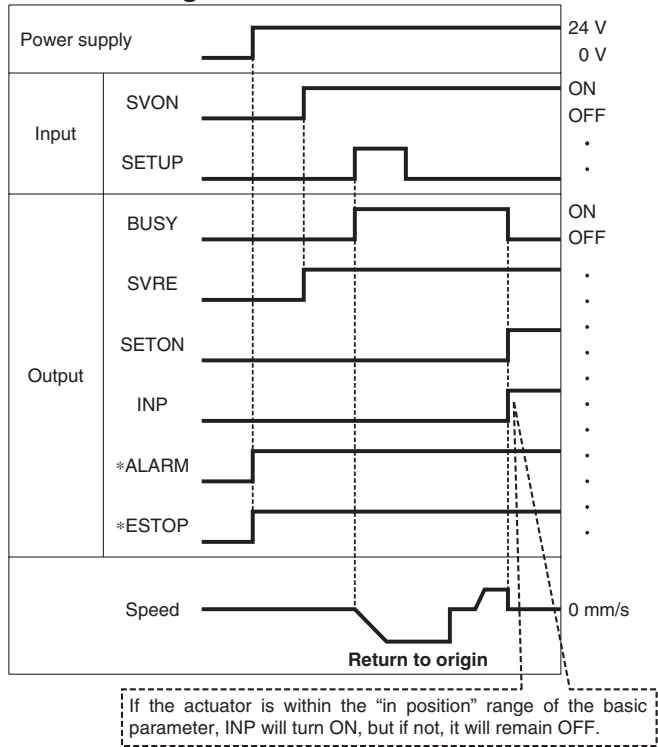 Power supply
24 V
0 V
Input
SVON
ON
OFF
SETUP
Output
BUSY
ON
OFF
SVRE
SETON
INP
*ALARM
*ESTOP
Speed
0 mm/s
Return to origin
If the actuator is within the “in position” range of the basic
parameter, INP will turn ON, but if not, it will remain OFF.